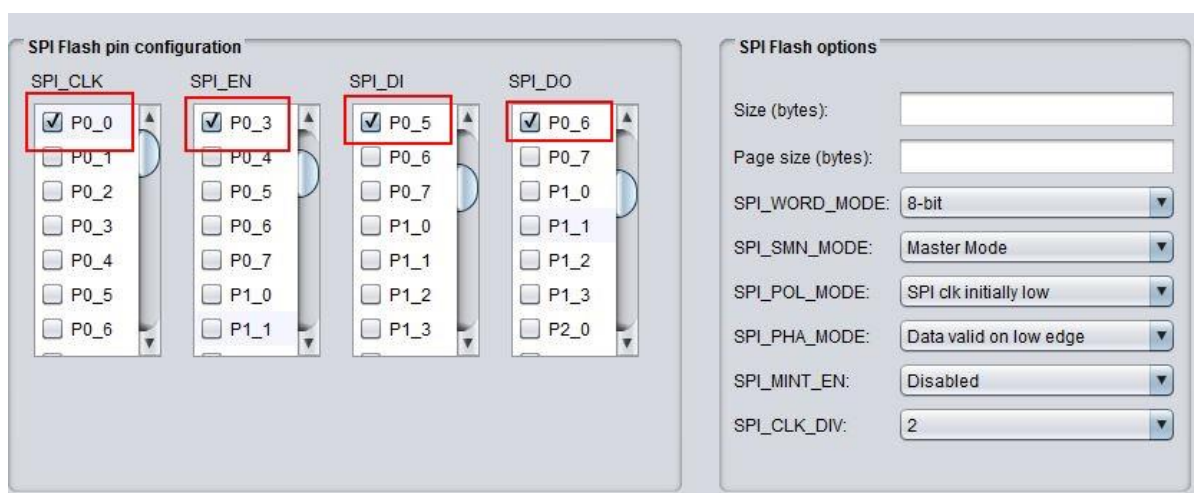 SPI Flash pin configuration
SPI_CLK
P0_0
P0_1
P0_2
P0_3
P0_4
P0_5
P0_6
SPI_EN
P0_3
P0_4
P0_5
P0_6
P0_7
P1_0
P1_1
SPI_DI
P0_5
P0_6
P0_7
P1_0
P1_1
P1_2
P1_3
SPI_DO
P0_6
P0_7
P1_0
P1_1
P1_2
P1_3
P2_0
SPI Flash options
Size (bytes):
Page size (bytes):
SPI_WORD_MODE: 8-bit
SPI_SMN_MODE: Master Mode
SPI_POL_MODE: SPI clk initially low
SPI_PHA_MODE: Data valid on low edge
SPI_MINT_EN: Disabled
SPI_CLK_DIV: 2